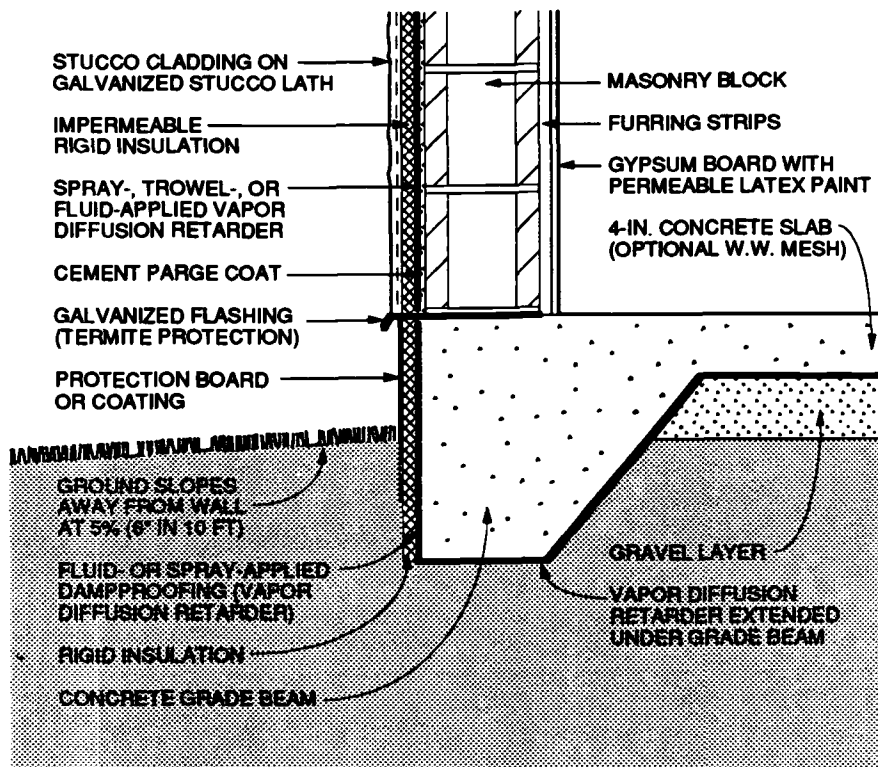 STUCCO CLADDING ON
GALVANIZED STUCCO LATH
IMPERMEABLE
RIGID INSULATION
SPRAY-, TROWEL-, OR
FLUID-APPLIED VAPOR
DIFFUSION RETARDER
CEMENT PARGE COAT
GALVANIZED FLASHING
(TERMITE PROTECTION)
PROTECTION BOARD
OR COATING
GROUND SLOPES
AWAY FROM WALL
AT 5% (6" IN 10 FT)
FLUID- OR SPRAY-APPLIED
DAMPPROOFING (VAPOR
DIFFUSION RETARDER)
RIGID INSULATION
CONCRETE GRADE BEAM
MASONRY BLOCK
FURRING STRIPS
GYPSUM BOARD WITH
PERMEABLE LATEX PAINT
4-IN. CONCRETE SLAB
(OPTIONAL W.W. MESH)
GRAVEL LAYER
VAPOR DIFFUSION
RETARDER EXTENDED
UNDER GRADE BEAM